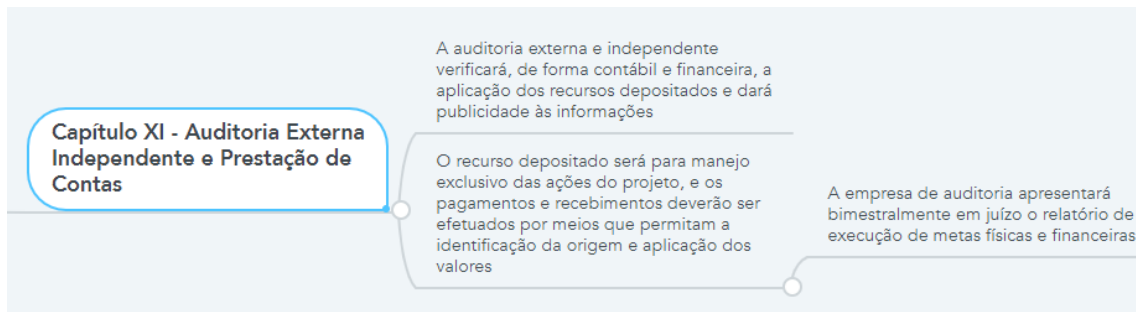 Capítulo XI - Auditoria Externa
Independente e Prestação de
Contas
A auditoria externa e independente
verificará, de forma contábil e financeira, a
aplicação dos recursos depositados e dará
publicidade às informações
O recurso depositado será para manejo
exclusivo das ações do projeto, e os
pagamentos e recebimentos deverão ser
efetuados por meios que permitam a
identificação da origem e aplicação dos
valores
A empresa de auditoria apresentará
bimestralmente em juízo o relatório de
execução de metas físicas e financeiras